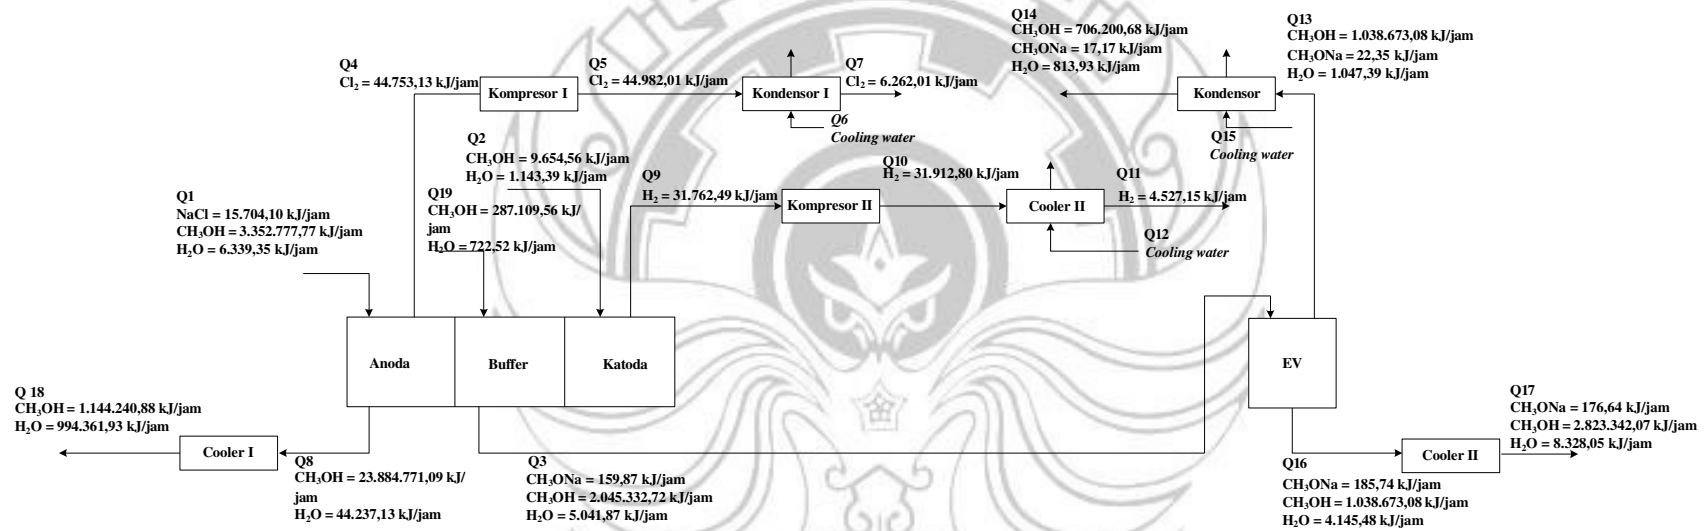 Q14
CH₃OH = 706.200,68 kJ/jam
CH₃ONa = 17,17 kJ/jam
H₂O = 813,93 kJ/jam
Q13
CH₃OH = 1.038.673,08 kJ/jam
CH₃ONa = 22,35 kJ/jam
H₂O = 1.047,39 kJ/jam
Q4
Cl₂ = 44.753,13 kJ/jam
Kompresor I
Q5
Cl₂ = 44.982,01 kJ/jam
Kondensor I
Q7
Cl₂ = 6.262,01 kJ/jam
Q6
Cooling water
Kondensor
Q15
Cooling water
Q2
CH₃OH = 9.654,56 kJ/jam
H₂O = 1.143,39 kJ/jam
Q1
NaCl = 15.704,10 kJ/jam
CH₃OH = 3.352.777,77 kJ/jam
H₂O = 6.339,35 kJ/jam
Q19
CH₃OH = 287.109,56 kJ/
jam
H₂O = 722,52 kJ/jam
Q9
H₂ = 31.762,49 kJ/jam
Kompresor II
Q10
H₂ = 31.912,80 kJ/jam
Cooler II
Q11
H₂ = 4.527,15 kJ/jam
Q12
Cooling water
Anoda
Buffer
Katoda
EV
Q 18
CH₃OH = 1.144.240,88 kJ/jam
H₂O = 994.361,93 kJ/jam
Cooler I
Q8
CH₃OH = 23.884.771,09 kJ/
jam
H₂O = 44.237,13 kJ/jam
Q3
CH₃ONa = 159,87 kJ/jam
CH₃OH = 2.045.332,72 kJ/jam
H₂O = 5.041,87 kJ/jam
Q16
CH₃ONa = 185,74 kJ/jam
CH₃OH = 1.038.673,08 kJ/jam
H₂O = 4.145,48 kJ/jam
Cooler II
Q17
CH₃ONa = 176,64 kJ/jam
CH₃OH = 2.823.342,07 kJ/jam
H₂O = 8.328,05 kJ/jam